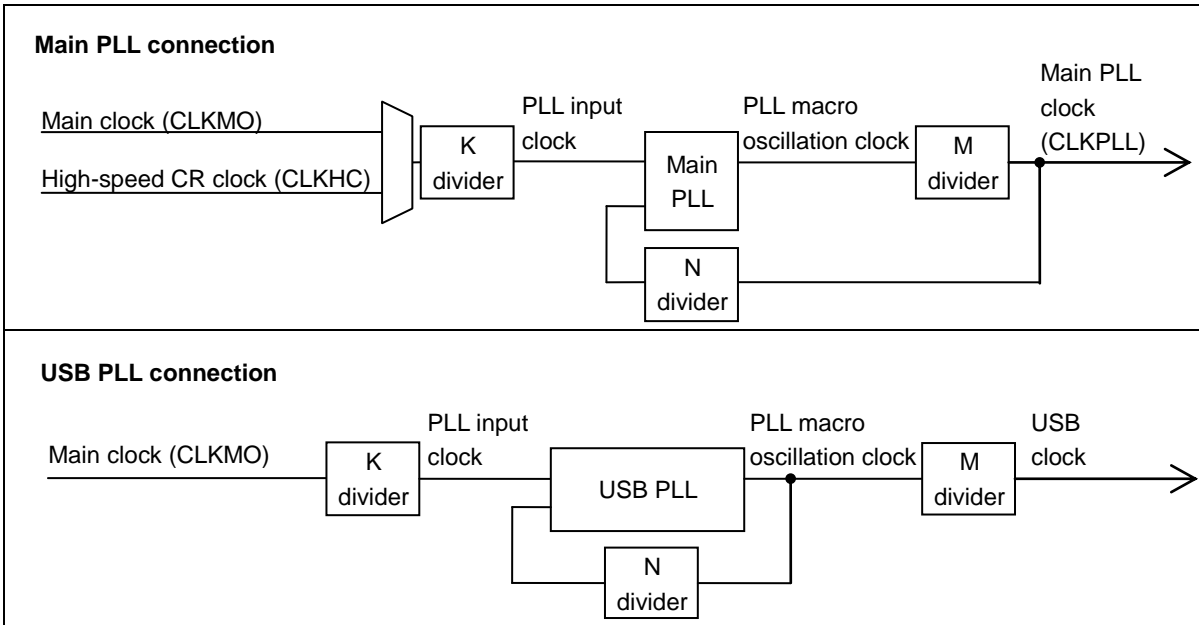 Main PLL connection
Main clock (CLKMO)
High-speed CR clock (CLKHC)
K
divider
PLL input
clock
Main
PLL
PLL macro
oscillation clock
M
divider
Main PLL
clock
(CLKPLL)
N
divider
USB PLL connection
Main clock (CLKMO)
K
divider
PLL input
clock
USB PLL
PLL macro
oscillation clock
M
divider
USB
clock
N
divider